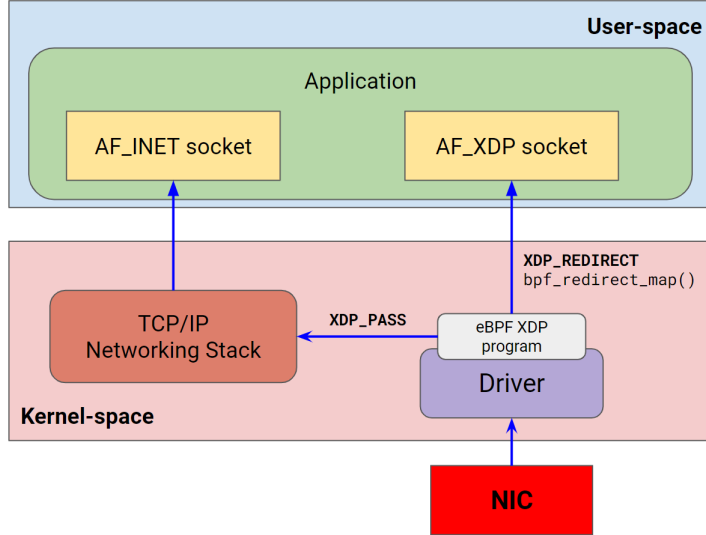 User-space
Application
AF_INET socket
AF_XDP socket
XDP_REDIRECT
bpf_redirect_map()
TCP/IP
Networking Stack
XDP_PASS
eBPF XDP
program
Driver
Kernel-space
NIC